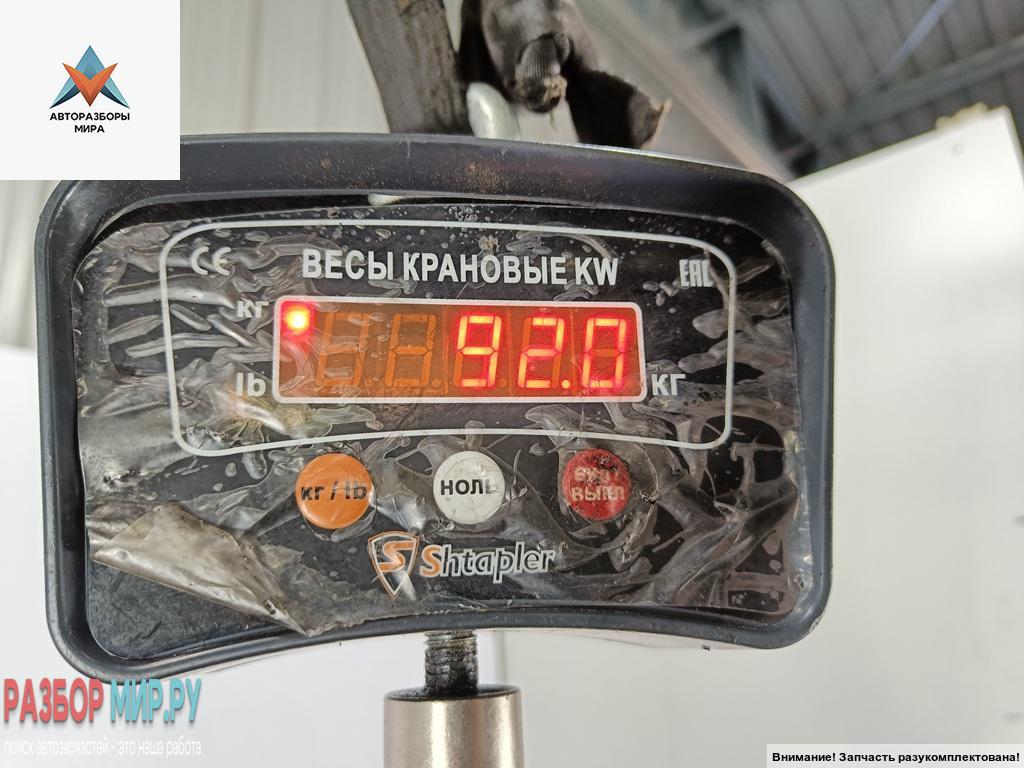 АВТОРАЗБОРЫ
МИРА
CE
ВЕСЫ КРАНОВЫЕ KW
EAC
кг
92.0
lb
кг
кг / lb
НОЛЬ
ВКЛ /
ВЫКЛ
S Shtapler
РАЗБОР МИР.РУ
поиск автозапчастей - это наша работа
Внимание! Запчасть разукомплектована!